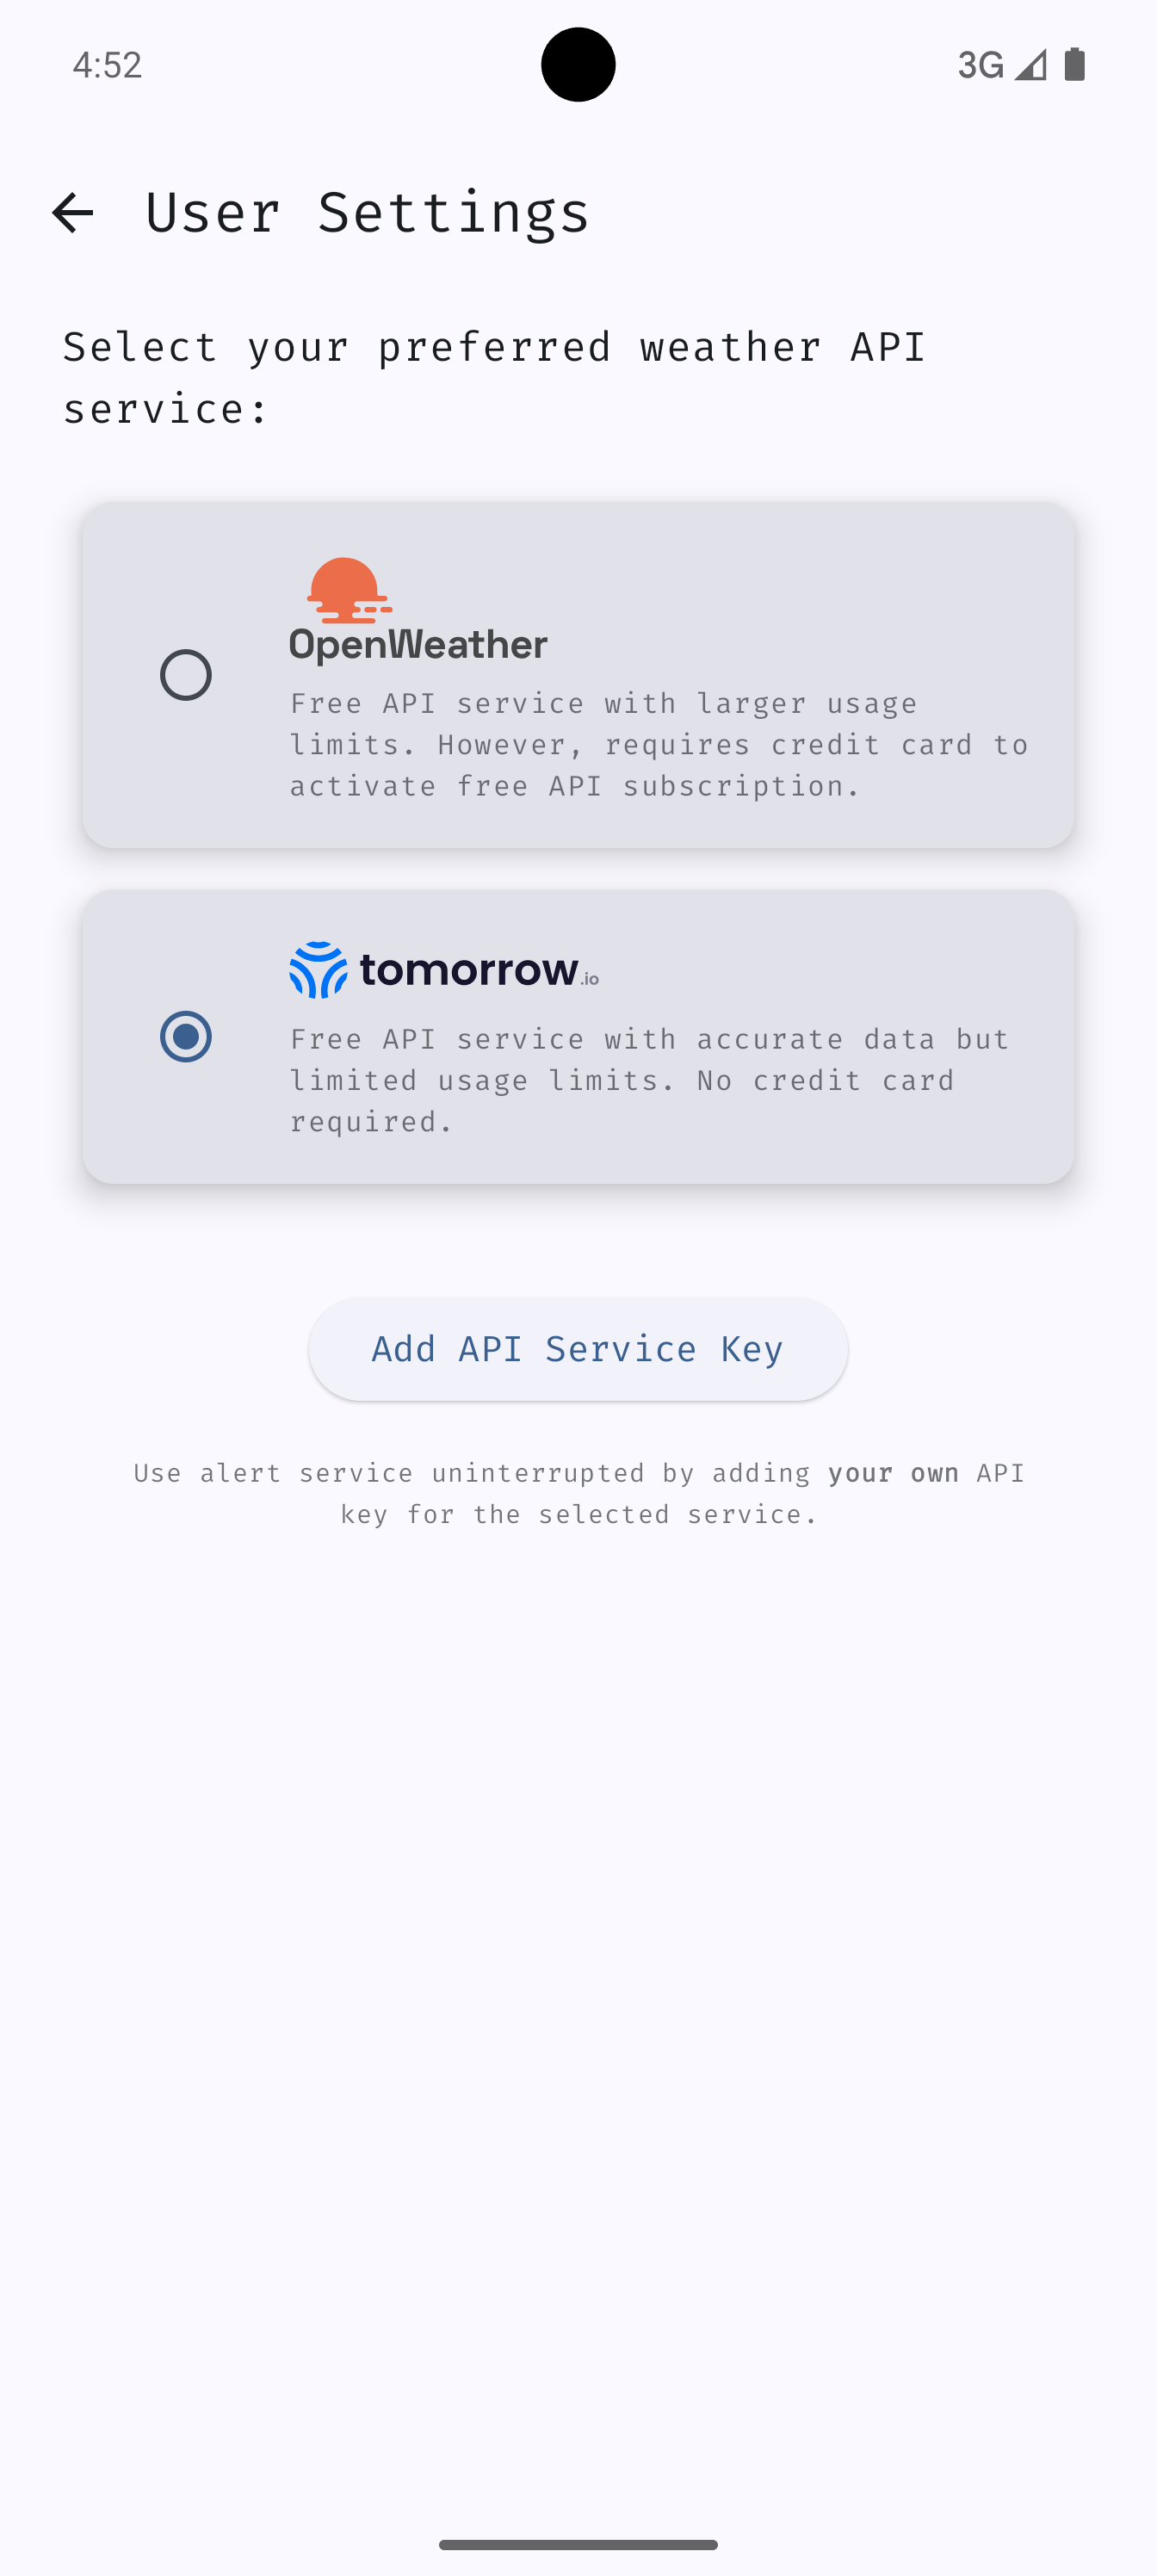 4:52
3G
User Settings
Select your preferred weather API
service:
OpenWeather
Free API service with larger usage
limits. However, requires credit card to
activate free API subscription.
tomorrow.io
Free API service with accurate data but
limited usage limits. No credit card
required.
Add API Service Key
Use alert service uninterrupted by adding your own API
key for the selected service.